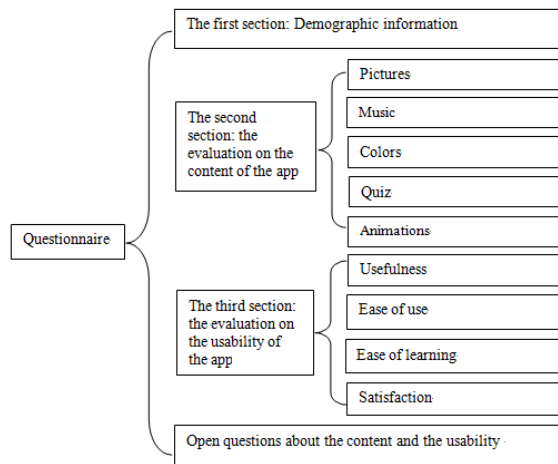 The first section: Demographic information
Pictures
The second
section: the
evaluation on the
content of the app
Music
Colors
Quiz
Animations
Questionnaire
Usefulness
The third section:
the evaluation on
the usability of
the app
Ease of use
Ease of learning
Satisfaction
Open questions about the content and the usability